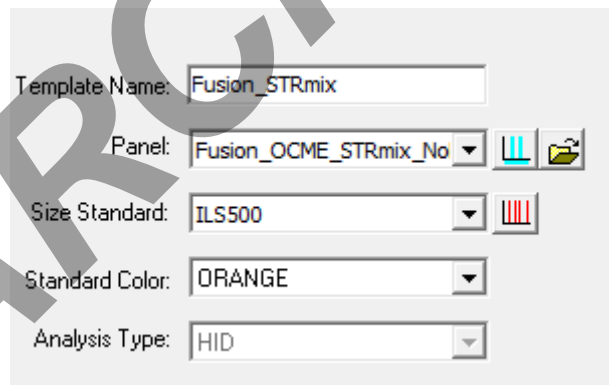 Template Name: Fusion_STRmix
Panel: Fusion_OCME_STRmix_No
Size Standard: ILS500
Standard Color: ORANGE
Analysis Type: HID